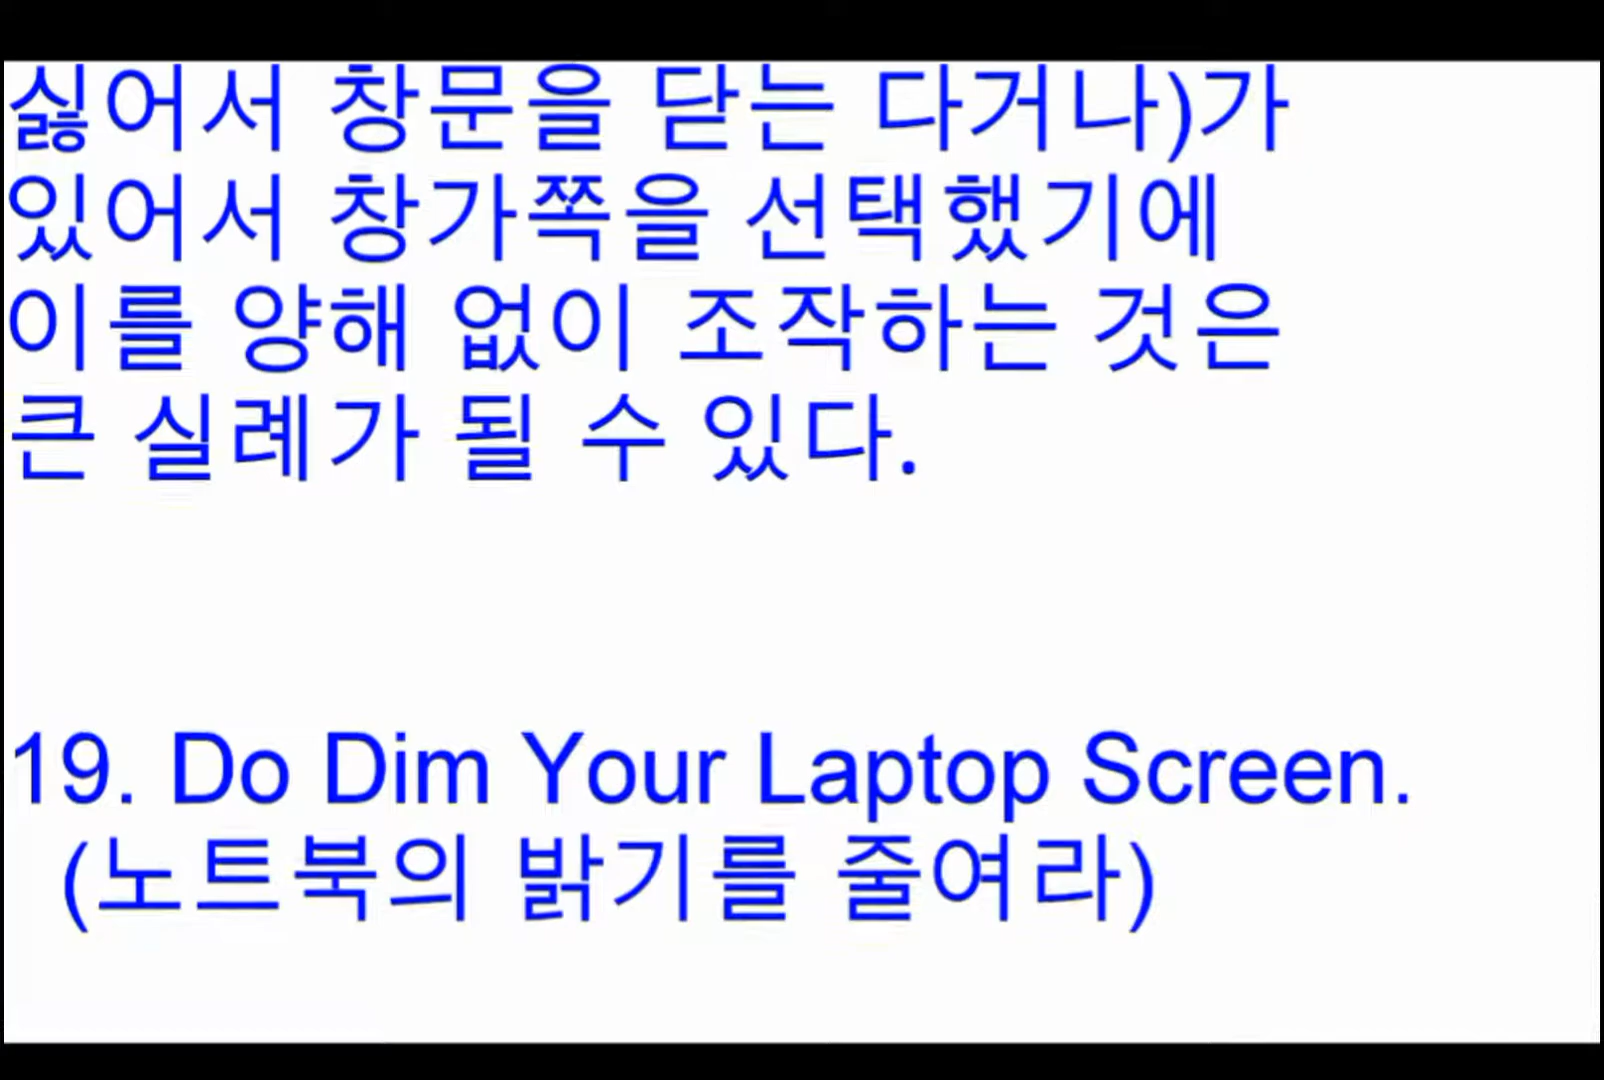 싫어서 창문을 닫는 다거나)가
있어서 창가쪽을 선택했기에
이를 양해 없이 조작하는 것은
큰 실례가 될 수 있다.
19. Do Dim Your Laptop Screen.
(노트북의 밝기를 줄여라)